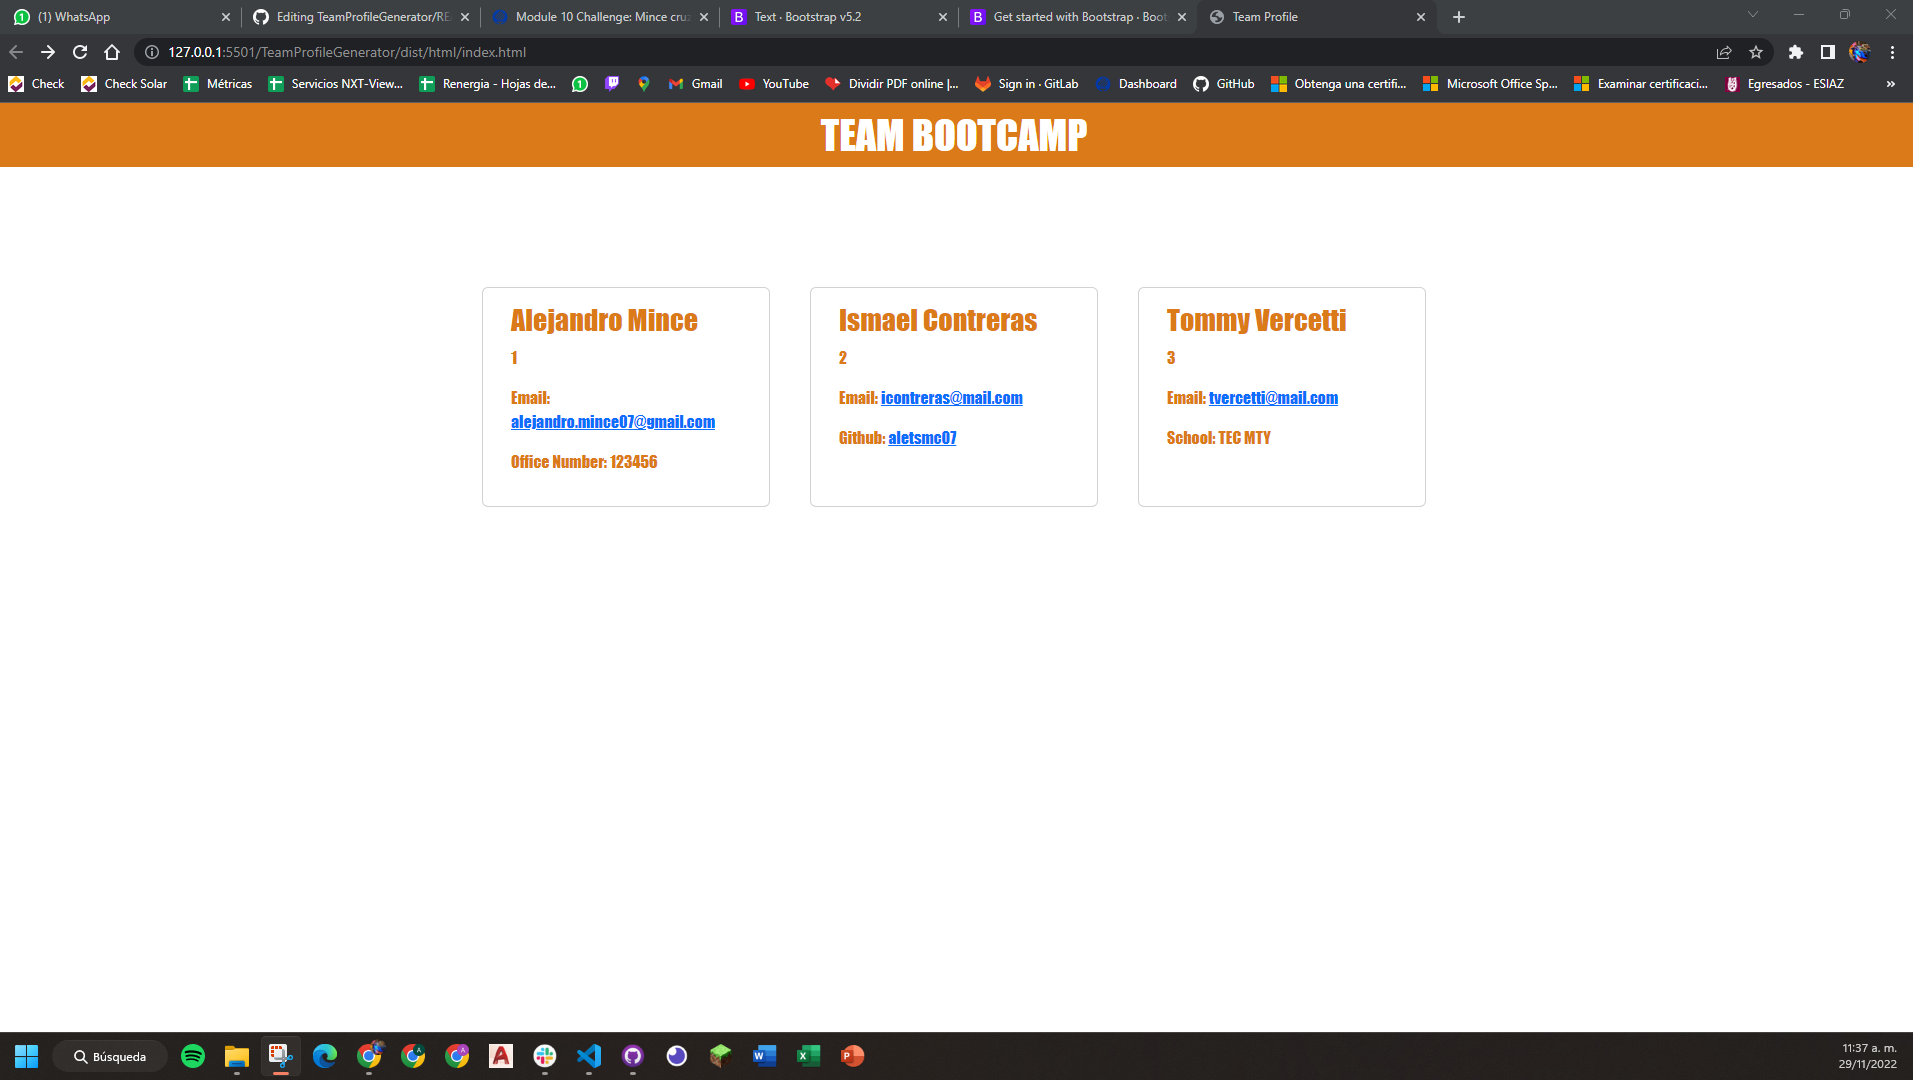 (1) WhatsApp
Editing TeamProfileGenerator/RE
Module 10 Challenge: Mince cruz
Text · Bootstrap v5.2
Get started with Bootstrap · Boot
Team Profile
127.0.0.1:5501/TeamProfileGenerator/dist/html/index.html
Check
Check Solar
Métricas
Servicios NXT-View...
Renergia - Hojas de...
Gmail
YouTube
Dividir PDF online |...
Sign in · GitLab
Dashboard
GitHub
Obtenga una certifi...
Microsoft Office Sp...
Examinar certificaci...
Egresados - ESIAZ
»
TEAM BOOTCAMP
Alejandro Mince
1
Email:
alejandro.mince07@gmail.com
Office Number: 123456
Ismael Contreras
2
Email: icontreras@mail.com
Github: aletsmc07
Tommy Vercetti
3
Email: tvercetti@mail.com
School: TEC MTY
Búsqueda
11:37 a. m.
29/11/2022